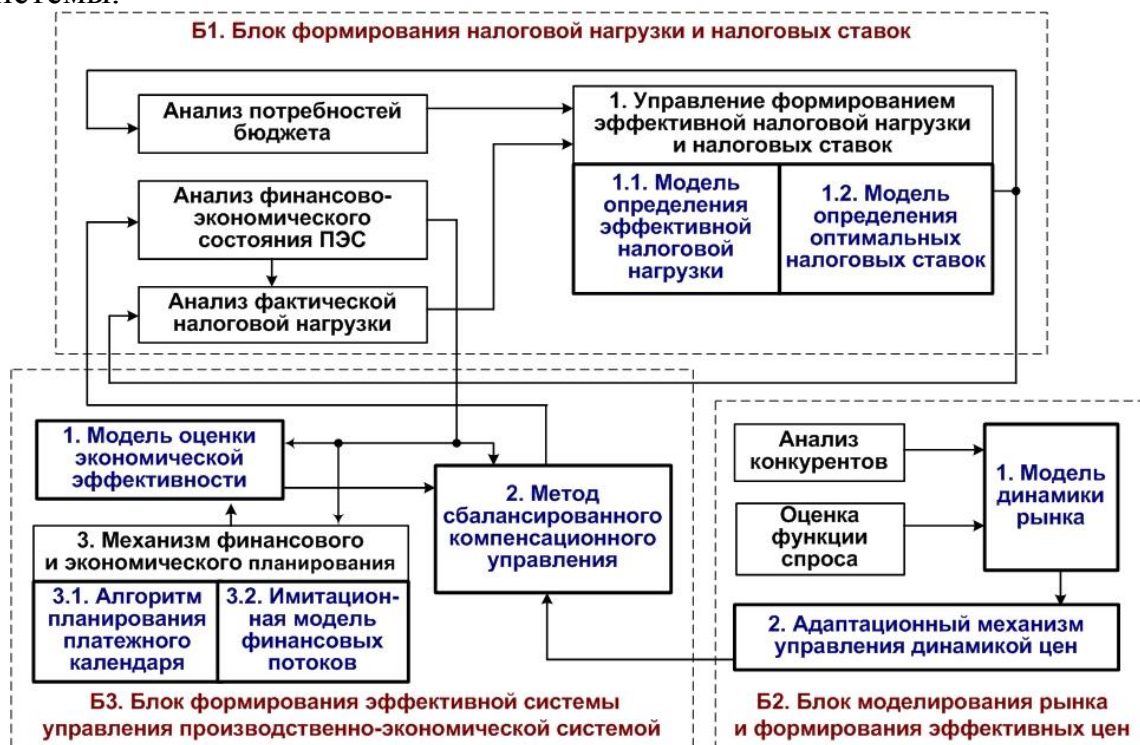 Б1. Блок формирования налоговой нагрузки и налоговых ставок
Анализ потребностей
бюджета
1. Управление формированием
эффективной налоговой нагрузки
и налоговых ставок
1.1. Модель
определения
эффективной
налоговой
нагрузки
1.2. Модель
определения
оптимальных
налоговых ставок
Анализ финансово-
экономического
состояния ПЭС
Анализ фактической
налоговой нагрузки
1. Модель оценки
экономической
эффективности
2. Метод
сбалансированного
компенсационного
управления
3. Механизм финансового
и экономического планирования
3.1. Алгоритм
планирования
платежного
календаря
3.2. Имитацион-
ная модель
финансовых
потоков
Б3. Блок формирования эффективной системы
управления производственно-экономической системой
Анализ
конкурентов
Оценка
функции
спроса
1. Модель
динамики
рынка
2. Адаптационный механизм
управления динамикой цен
Б2. Блок моделирования рынка
и формирования эффективных цен